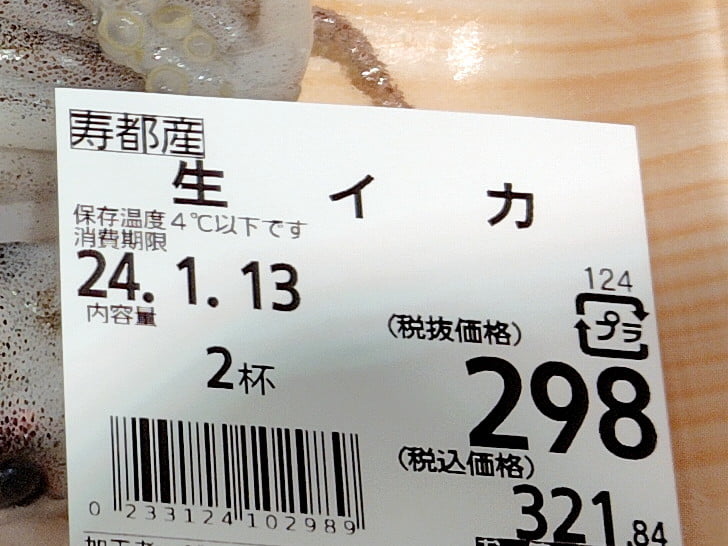 寿都産
生イカ
保存温度4℃以下です
消費期限
24. 1. 13
内容量
2杯
124
プラ
(税抜価格)
298
(税込価格)
321.84
0 233124 102989